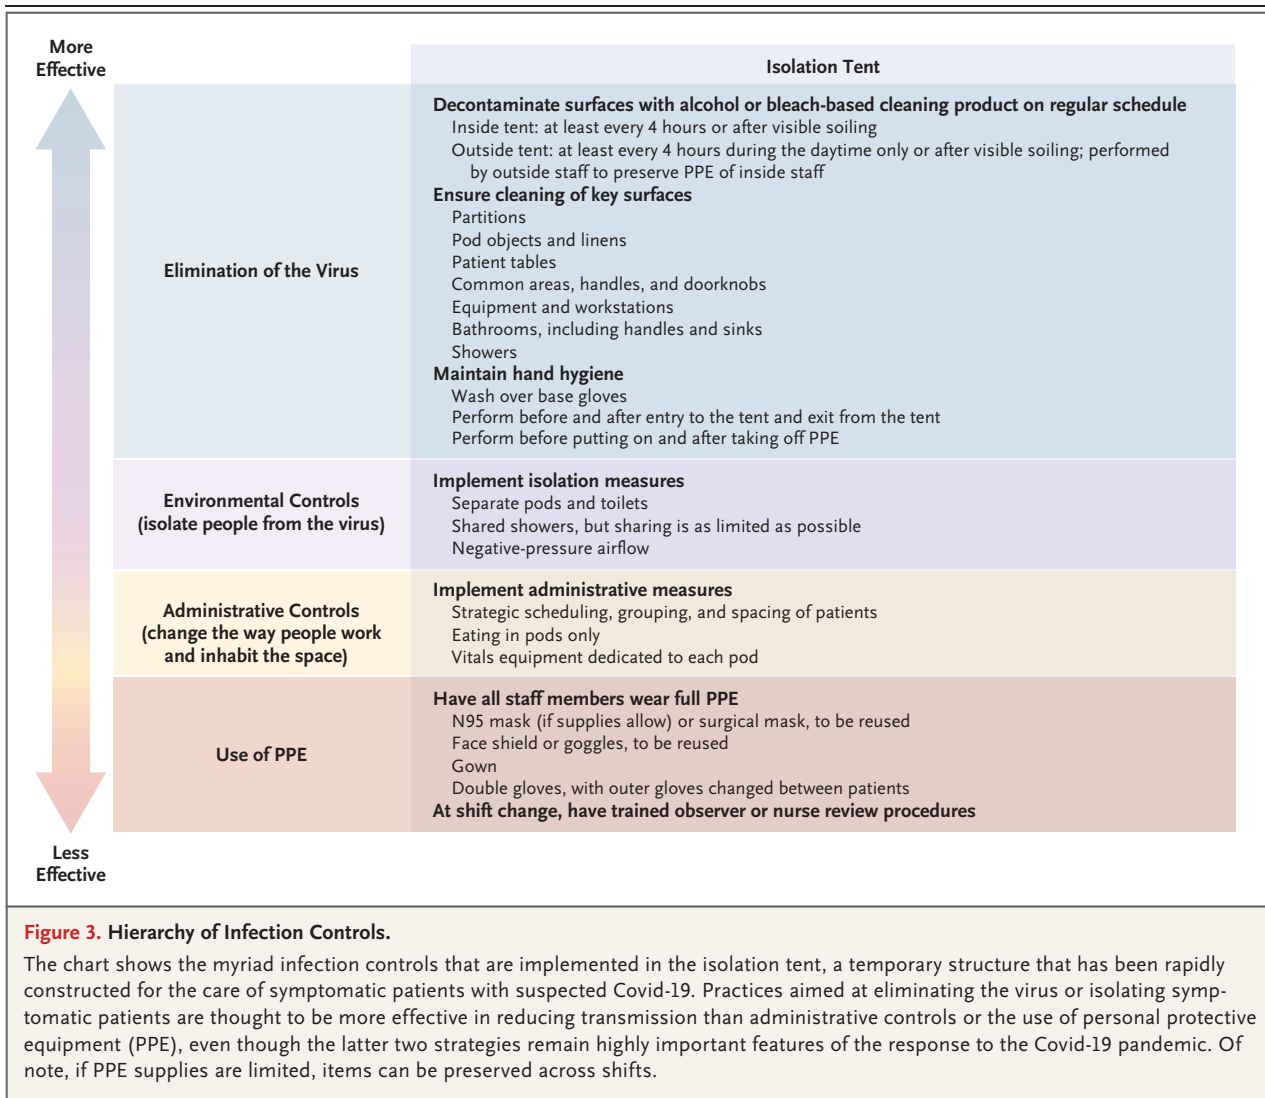 More
Effective
Isolation Tent
Elimination of the Virus
Decontaminate surfaces with alcohol or bleach-based cleaning product on regular schedule
Inside tent: at least every 4 hours or after visible soiling
Outside tent: at least every 4 hours during the daytime only or after visible soiling; performed
by outside staff to preserve PPE of inside staff
Ensure cleaning of key surfaces
Partitions
Pod objects and linens
Patient tables
Common areas, handles, and doorknobs
Equipment and workstations
Bathrooms, including handles and sinks
Showers
Maintain hand hygiene
Wash over base gloves
Perform before and after entry to the tent and exit from the tent
Perform before putting on and after taking off PPE
Environmental Controls
(isolate people from the virus)
Implement isolation measures
Separate pods and toilets
Shared showers, but sharing is as limited as possible
Negative-pressure airflow
Administrative Controls
(change the way people work
and inhabit the space)
Implement administrative measures
Strategic scheduling, grouping, and spacing of patients
Eating in pods only
Vitals equipment dedicated to each pod
Use of PPE
Have all staff members wear full PPE
N95 mask (if supplies allow) or surgical mask, to be reused
Face shield or goggles, to be reused
Gown
Double gloves, with outer gloves changed between patients
At shift change, have trained observer or nurse review procedures
Less
Effective
Figure 3. Hierarchy of Infection Controls.
The chart shows the myriad infection controls that are implemented in the isolation tent, a temporary structure that has been rapidly
constructed for the care of symptomatic patients with suspected Covid-19. Practices aimed at eliminating the virus or isolating symp-
tomatic patients are thought to be more effective in reducing transmission than administrative controls or the use of personal protective
equipment (PPE), even though the latter two strategies remain highly important features of the response to the Covid-19 pandemic. Of
note, if PPE supplies are limited, items can be preserved across shifts.